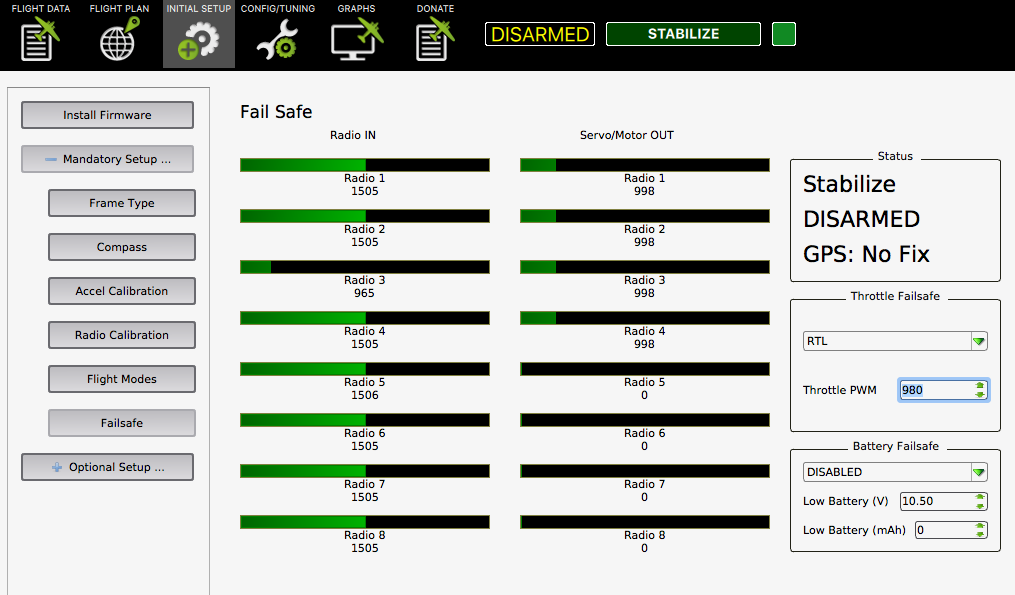 FLIGHT DATA
FLIGHT PLAN
INITIAL SETUP
CONFIG/TUNING
GRAPHS
DONATE
DISARMED
STABILIZE
Install Firmware
Mandatory Setup ...
Frame Type
Compass
Accel Calibration
Radio Calibration
Flight Modes
Failsafe
Optional Setup ...
Fail Safe
Radio IN
Radio 1
1505
Radio 2
1505
Radio 3
965
Radio 4
1505
Radio 5
1506
Radio 6
1505
Radio 7
1505
Radio 8
1505
Servo/Motor OUT
Radio 1
998
Radio 2
998
Radio 3
998
Radio 4
998
Radio 5
0
Radio 6
0
Radio 7
0
Radio 8
0
Status
Stabilize
DISARMED
GPS: No Fix
Throttle Failsafe
RTL
Throttle PWM 980
Battery Failsafe
DISABLED
Low Battery (V) 10.50
Low Battery (mAh) 0